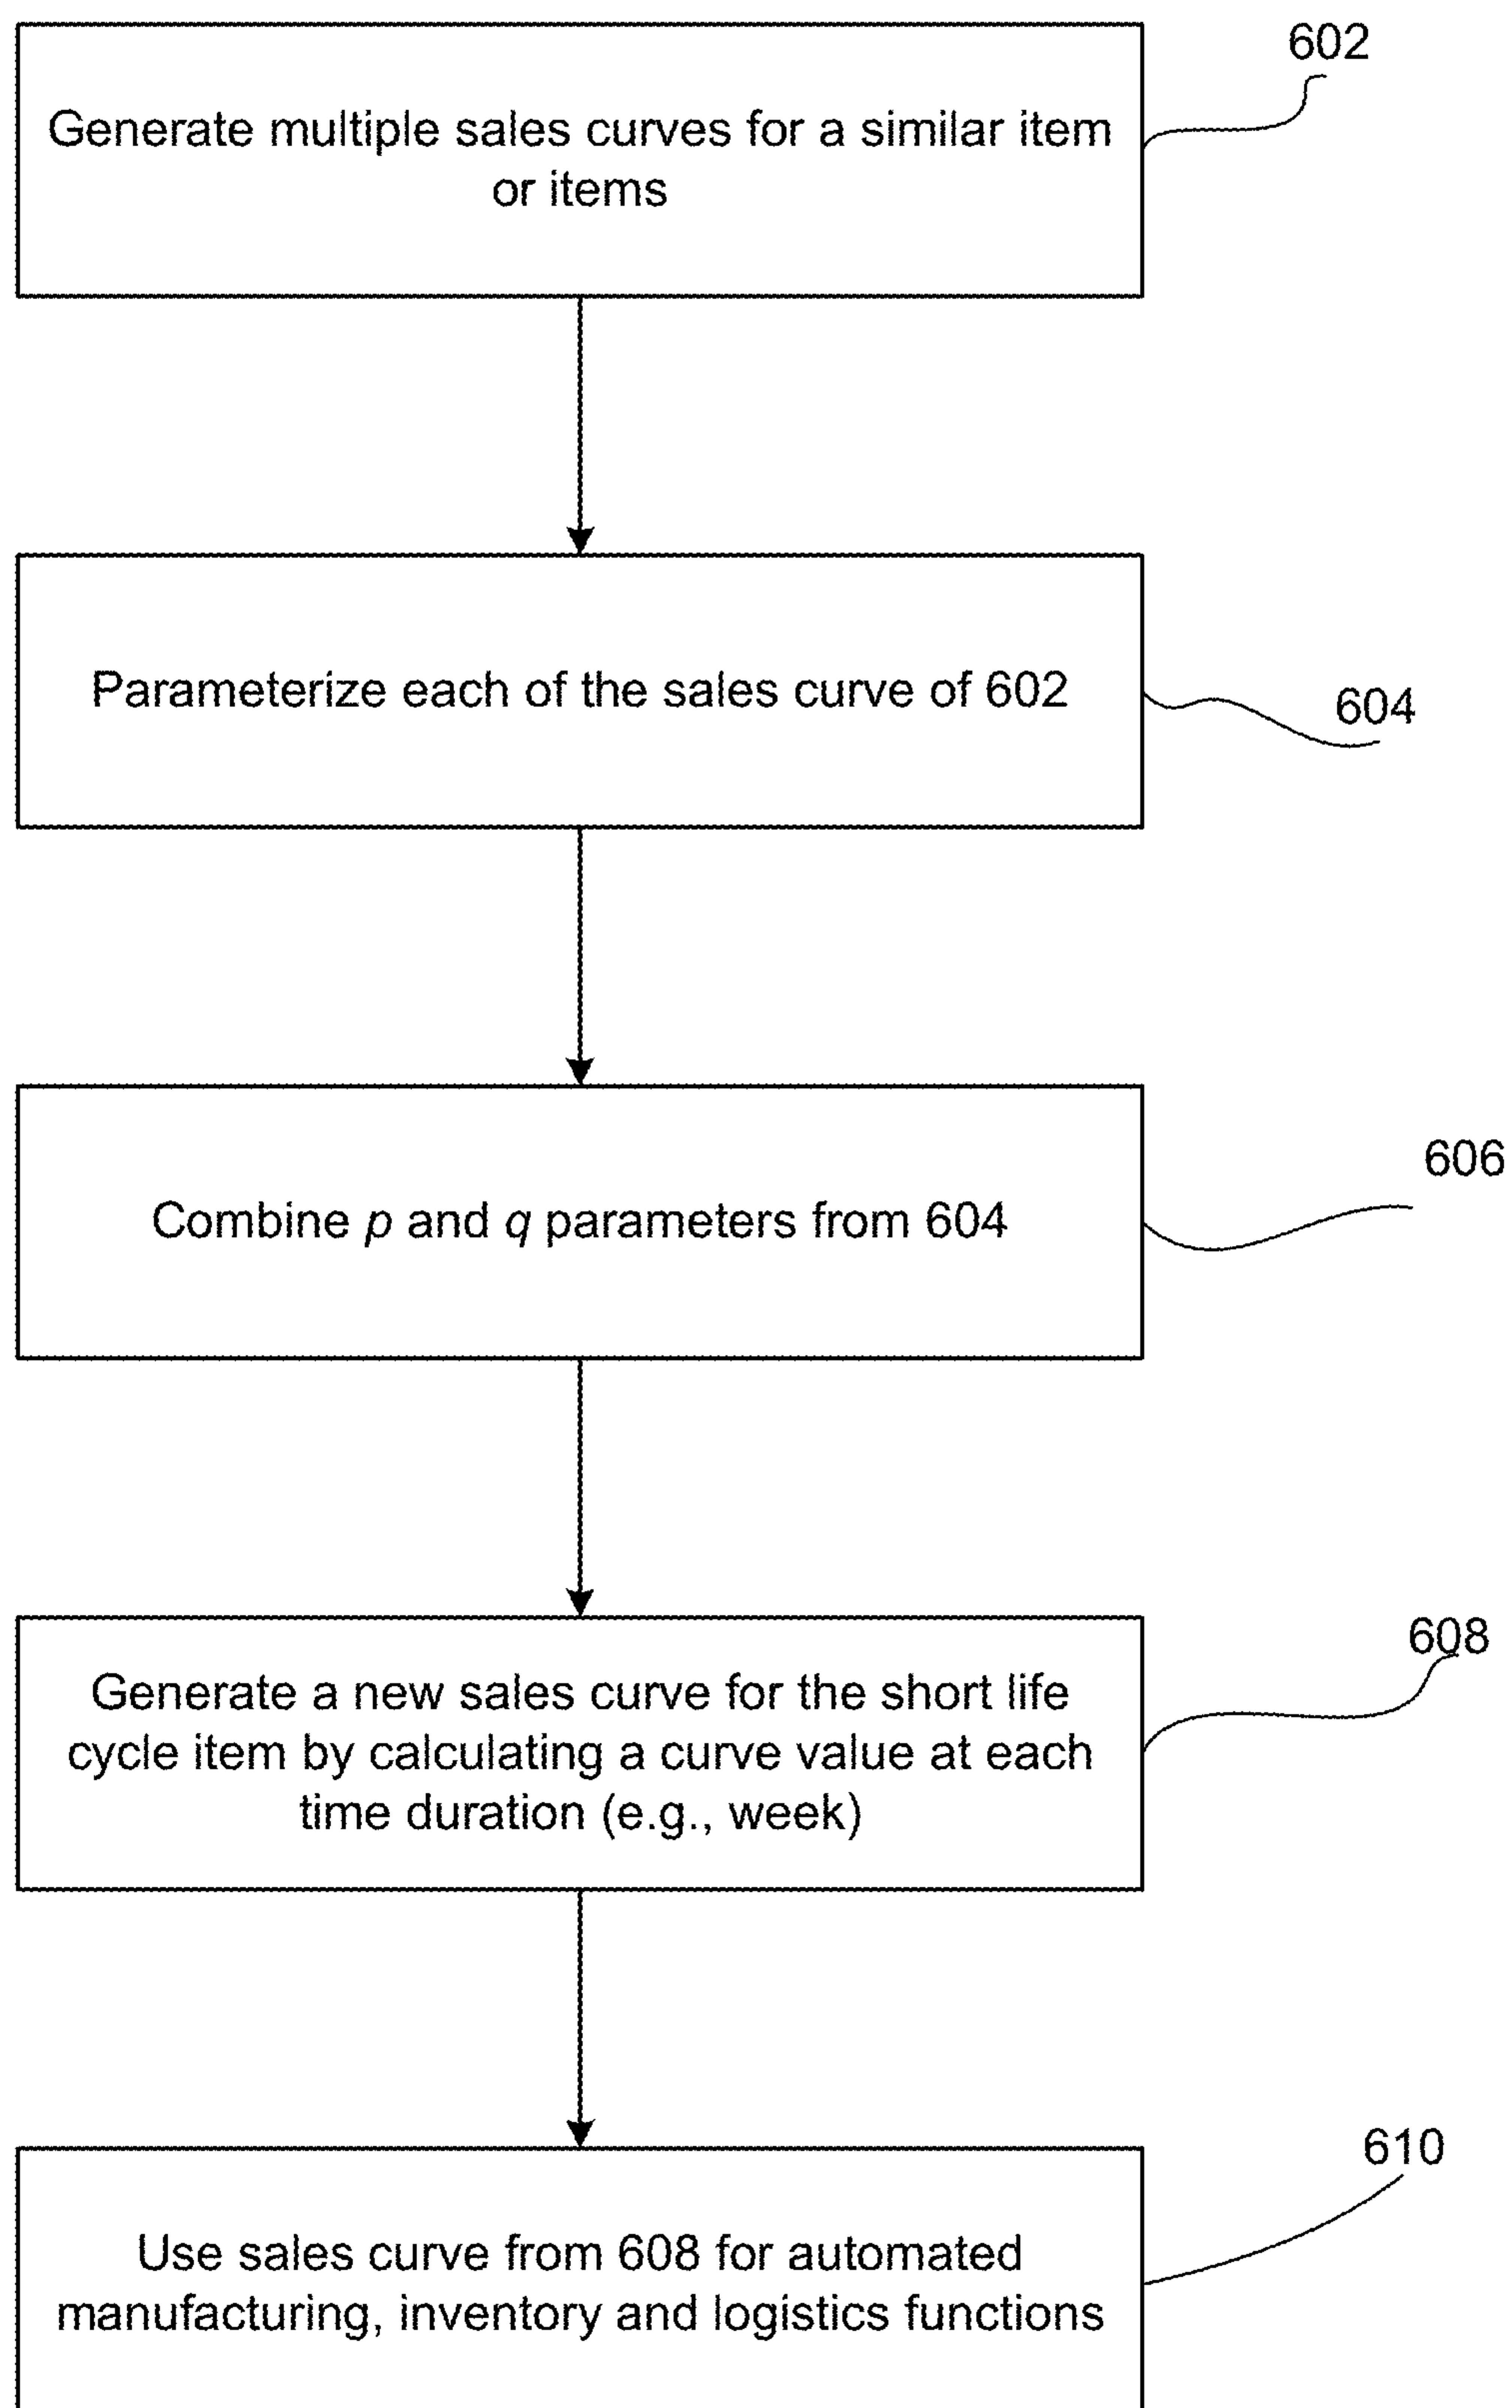 602
Generate multiple sales curves for a similar item
or items
Parameterize each of the sales curve of 602
604
606
Combine p and q parameters from 604
608
Generate a new sales curve for the short life
cycle item by calculating a curve value at each
time duration (e.g., week)
610
Use sales curve from 608 for automated
manufacturing, inventory and logistics functions